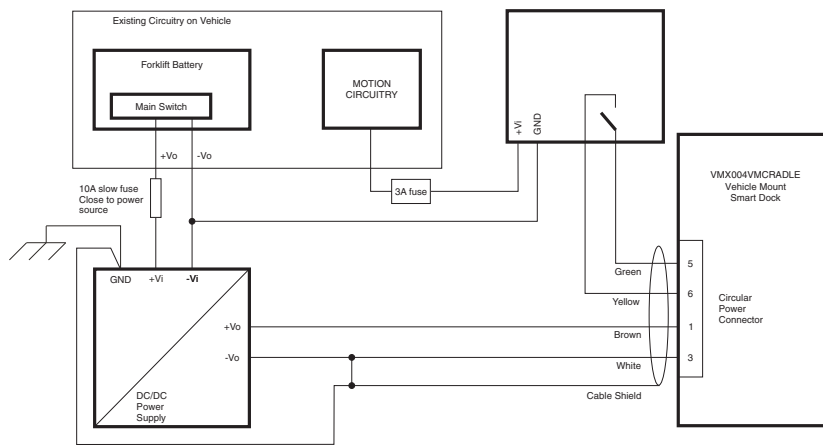 Existing Circuitry on Vehicle
Forklift Battery
Main Switch
MOTION
CIRCUITRY
+Vo
-Vo
10A slow fuse
Close to power
source
3A fuse
+Vi
GND
VMX004VMCRADLE
Vehicle Mount
Smart Dock
GND
+Vi
-Vi
Green
5
Yellow
6
Circular
Power
Connector
+Vo
Brown
1
-Vo
White
3
Cable Shield
DC/DC
Power
Supply